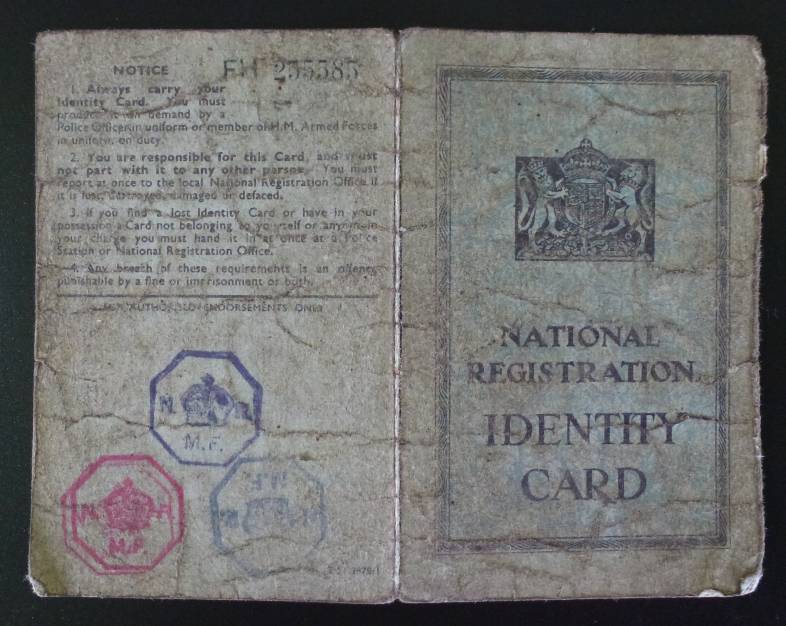 NOTICE
1. Always carry your
Identity Card. You must
produce it on demand by a
Police Officer in uniform or member of H.M. Armed Forces
in uniform on duty.
2. You are responsible for this Card, and must
not part with it to any other person. You must
report at once to the local National Registration Office if
it is lost, destroyed, damaged or defaced.
3. If you find a lost Identity Card or have in your
possession a Card not belonging to yourself or anyone in
your charge you must hand it in at once at a Police
Station or National Registration Office.
4. Any breach of these requirements is an offence
punishable by a fine or imprisonment or both.
AUTHORISED ENDORSEMENTS ONLY
N. R.
M.F.
N R
M.F.
M.F.
NATIONAL
REGISTRATION
IDENTITY
CARD